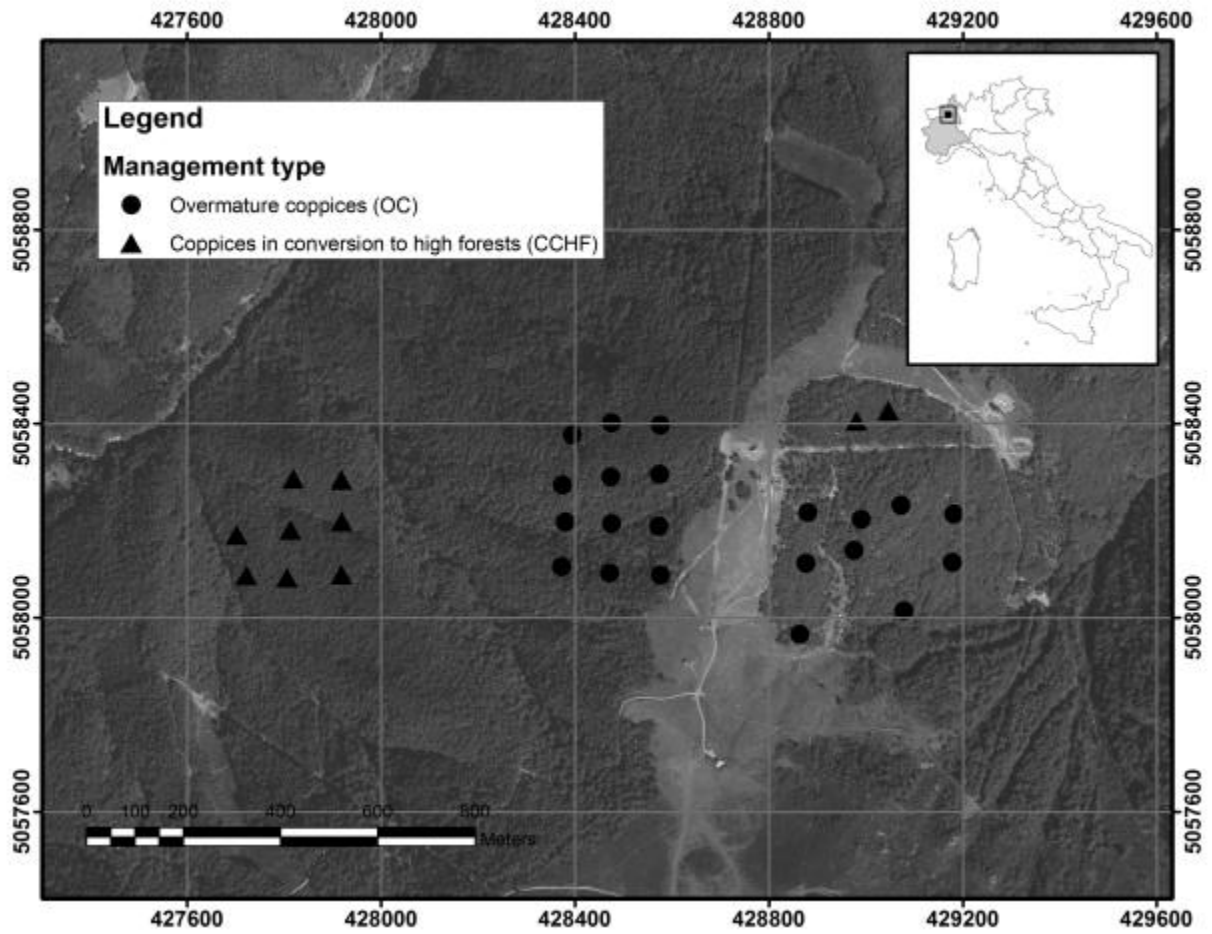 427600 428000 428400 428800 429200 429600
Legend
Management type
Overmature coppices (OC)
Coppices in conversion to high forests (CCHF)
5058800 5058800
5058400 5058400
5058000 5058000
5057600 5057600
0 100 200 400 600 800
Meters
427600 428000 428400 428800 429200 429600